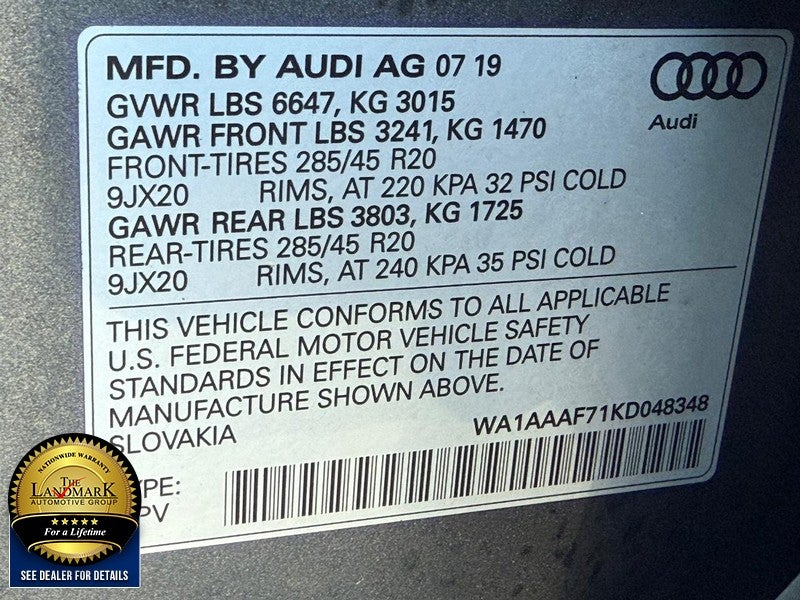 MFD. BY AUDI AG 07 19
GVWR LBS 6647, KG 3015
GAWR FRONT LBS 3241, KG 1470
FRONT-TIRES 285/45 R20
9JX20 RIMS, AT 220 KPA 32 PSI COLD
GAWR REAR LBS 3803, KG 1725
REAR-TIRES 285/45 R20
9JX20 RIMS, AT 240 KPA 35 PSI COLD
Audi
THIS VEHICLE CONFORMS TO ALL APPLICABLE
U.S. FEDERAL MOTOR VEHICLE SAFETY
STANDARDS IN EFFECT ON THE DATE OF
MANUFACTURE SHOWN ABOVE.
SLOVAKIA
WA1AAAF71KD048348
YPE:
PV
NATIONWIDE WARRANTY
THE
LANDMARK
AUTOMOTIVE GROUP
For a Lifetime
SEE DEALER FOR DETAILS